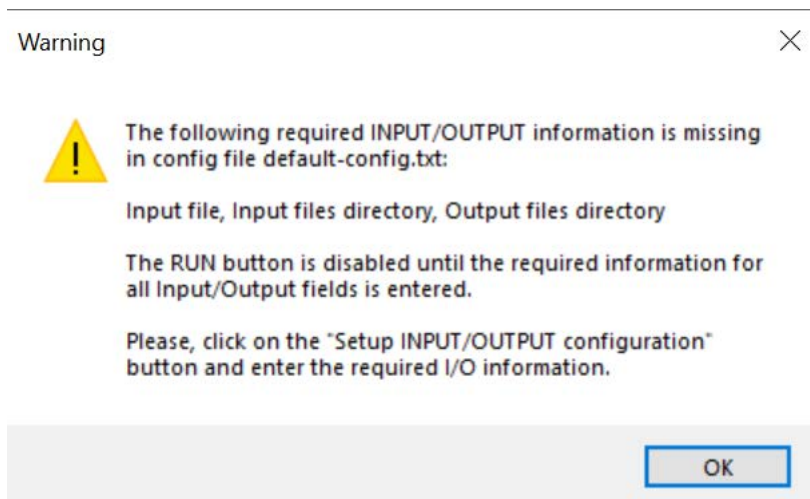 Warning
The following required INPUT/OUTPUT information is missing
in config file default-config.txt:
Input file, Input files directory, Output files directory
The RUN button is disabled until the required information for
all Input/Output fields is entered.
Please, click on the "Setup INPUT/OUTPUT configuration"
button and enter the required I/O information.
OK